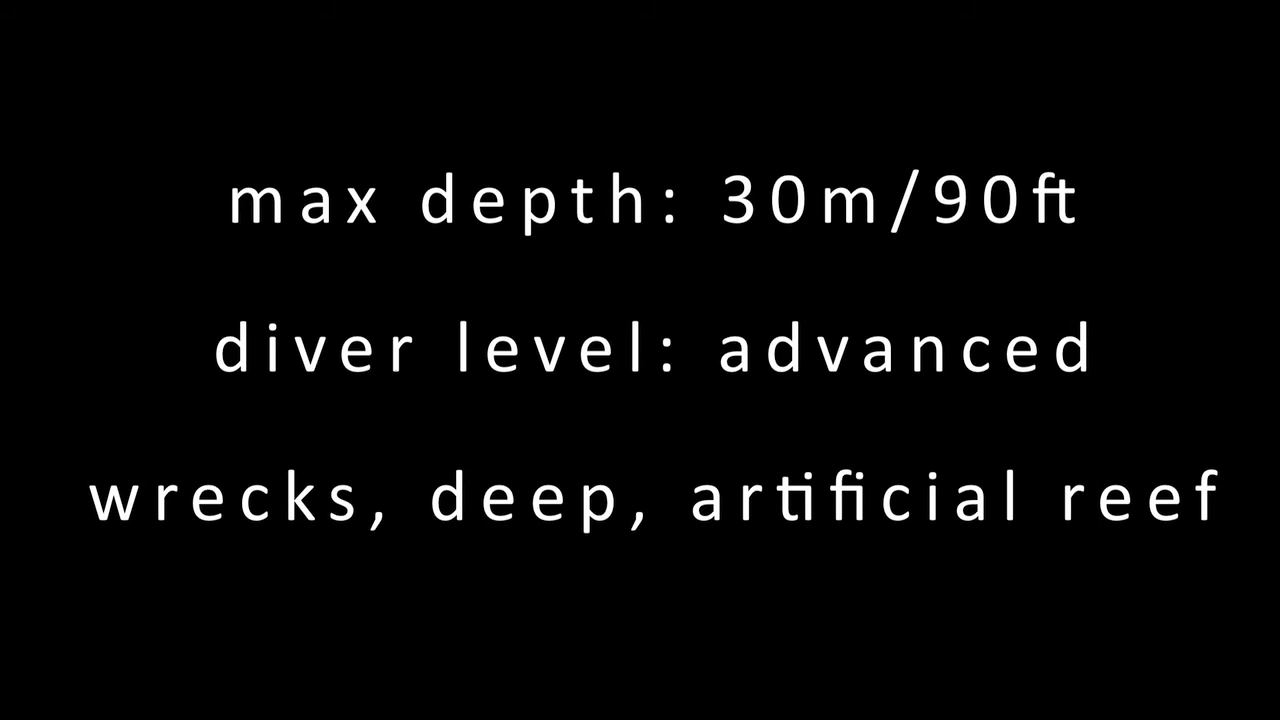 max depth: 30m/90ft
diver level: advanced
wrecks, deep, artificial reef